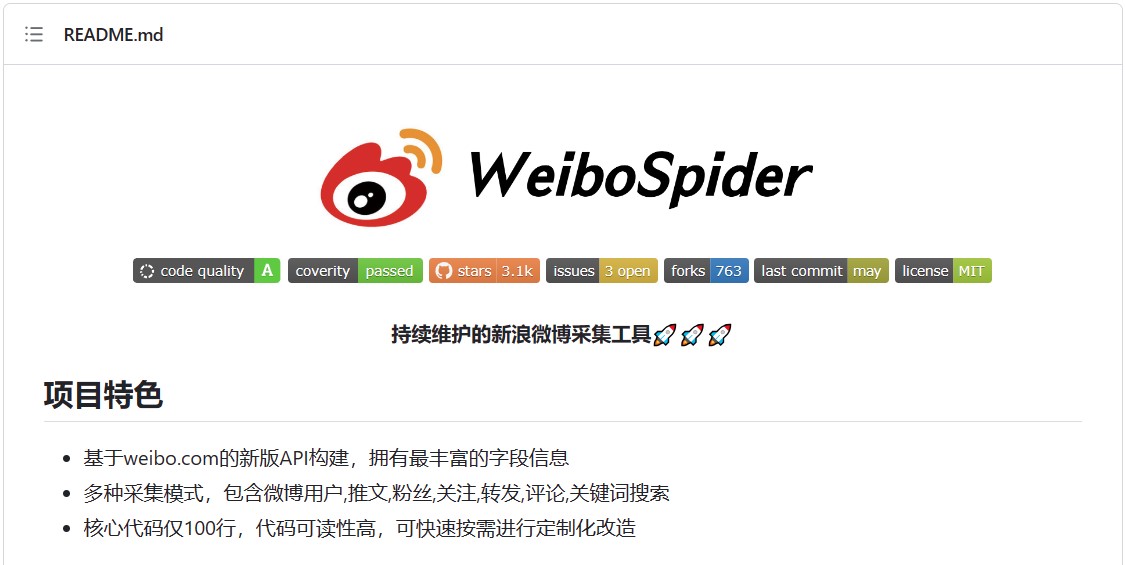 README.md
WeiboSpider
code quality A coverity passed stars 3.1k issues 3 open forks 763 last commit may license MIT
持续维护的新浪微博采集工具🚀🚀🚀
项目特色
基于weibo.com的新版API构建，拥有最丰富的字段信息
多种采集模式，包含微博用户,推文,粉丝,关注,转发,评论,关键词搜索
核心代码仅100行，代码可读性高，可快速按需进行定制化改造